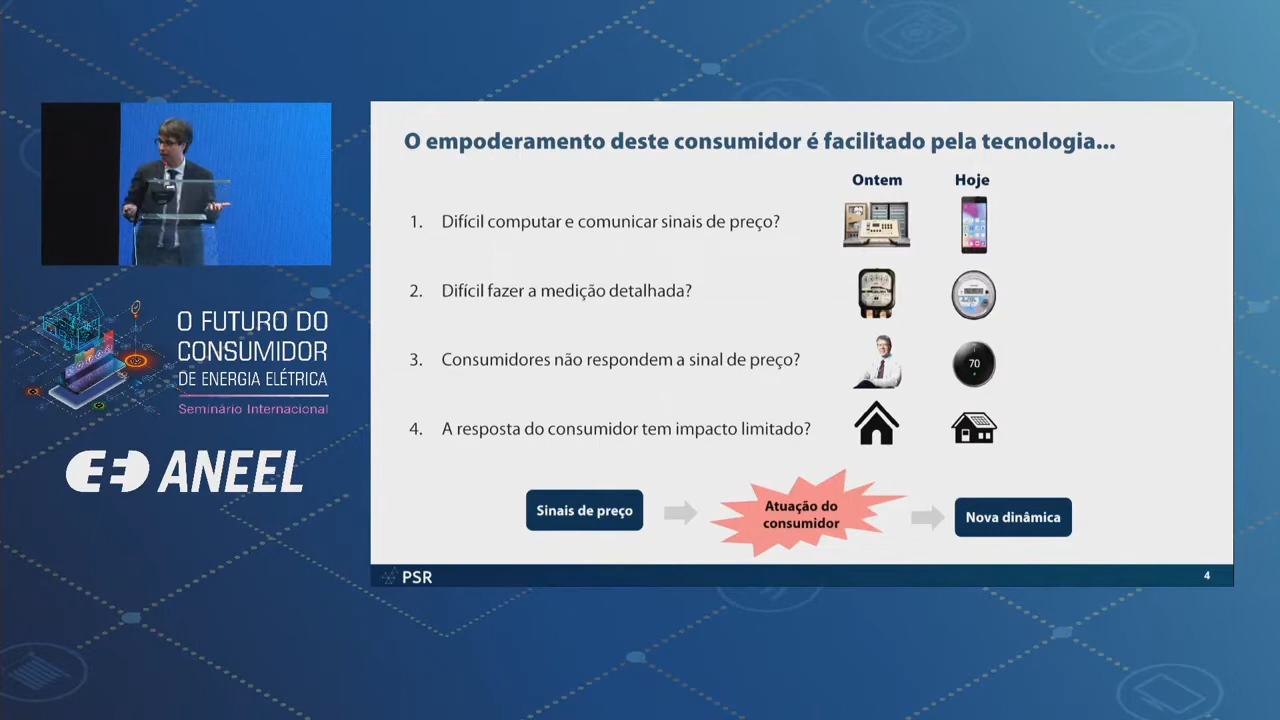 O empoderamento deste consumidor é facilitado pela tecnologia...
Ontem
Hoje
1. Difícil computar e comunicar sinais de preço?
2. Difícil fazer a medição detalhada?
3. Consumidores não respondem a sinal de preço?
70
4. A resposta do consumidor tem impacto limitado?
Sinais de preço
Atuação do
consumidor
Nova dinâmica
PSR
4
O FUTURO DO
CONSUMIDOR
DE ENERGIA ELÉTRICA
Seminário Internacional
ANEEL